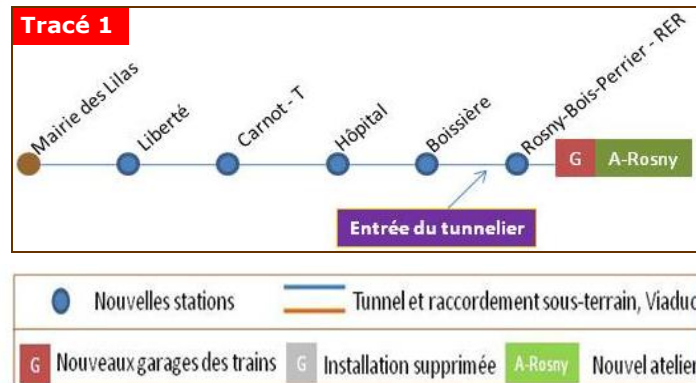 Tracé 1
Mairie des Lilas
Liberté
Carnot - T
Hôpital
Boissière
Rosny-Bois-Perrier - RER
G A-Rosny
Entrée du tunnelier
Nouvelles stations Tunnel et raccordement sous-terrain, Viaduc
G Nouveaux garages des trains G Installation supprimée A-Rosny Nouvel atelier